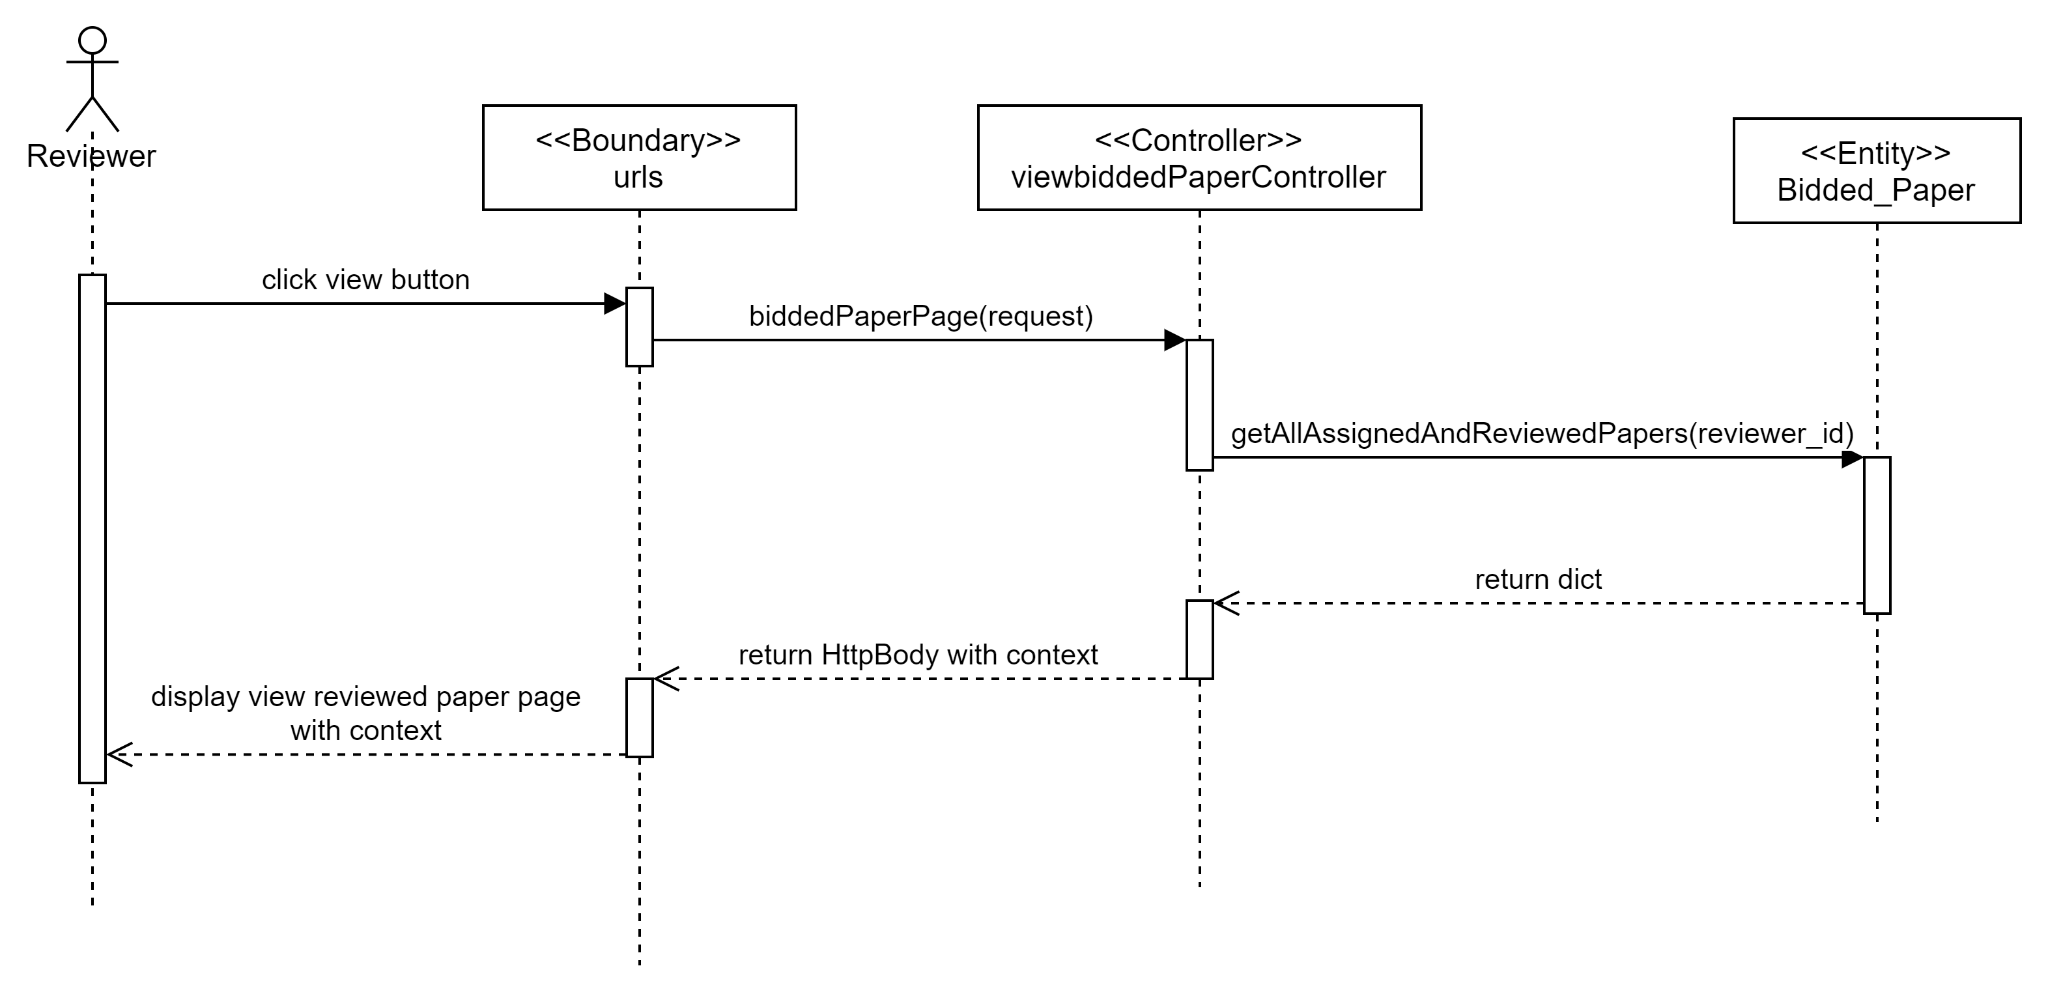 Reviewer
<<Boundary>>
urls
<<Controller>>
viewbiddedPaperController
<<Entity>>
Bidded_Paper
click view button
biddedPaperPage(request)
getAllAssignedAndReviewedPapers(reviewer_id)
return dict
return HttpBody with context
display view reviewed paper page
with context